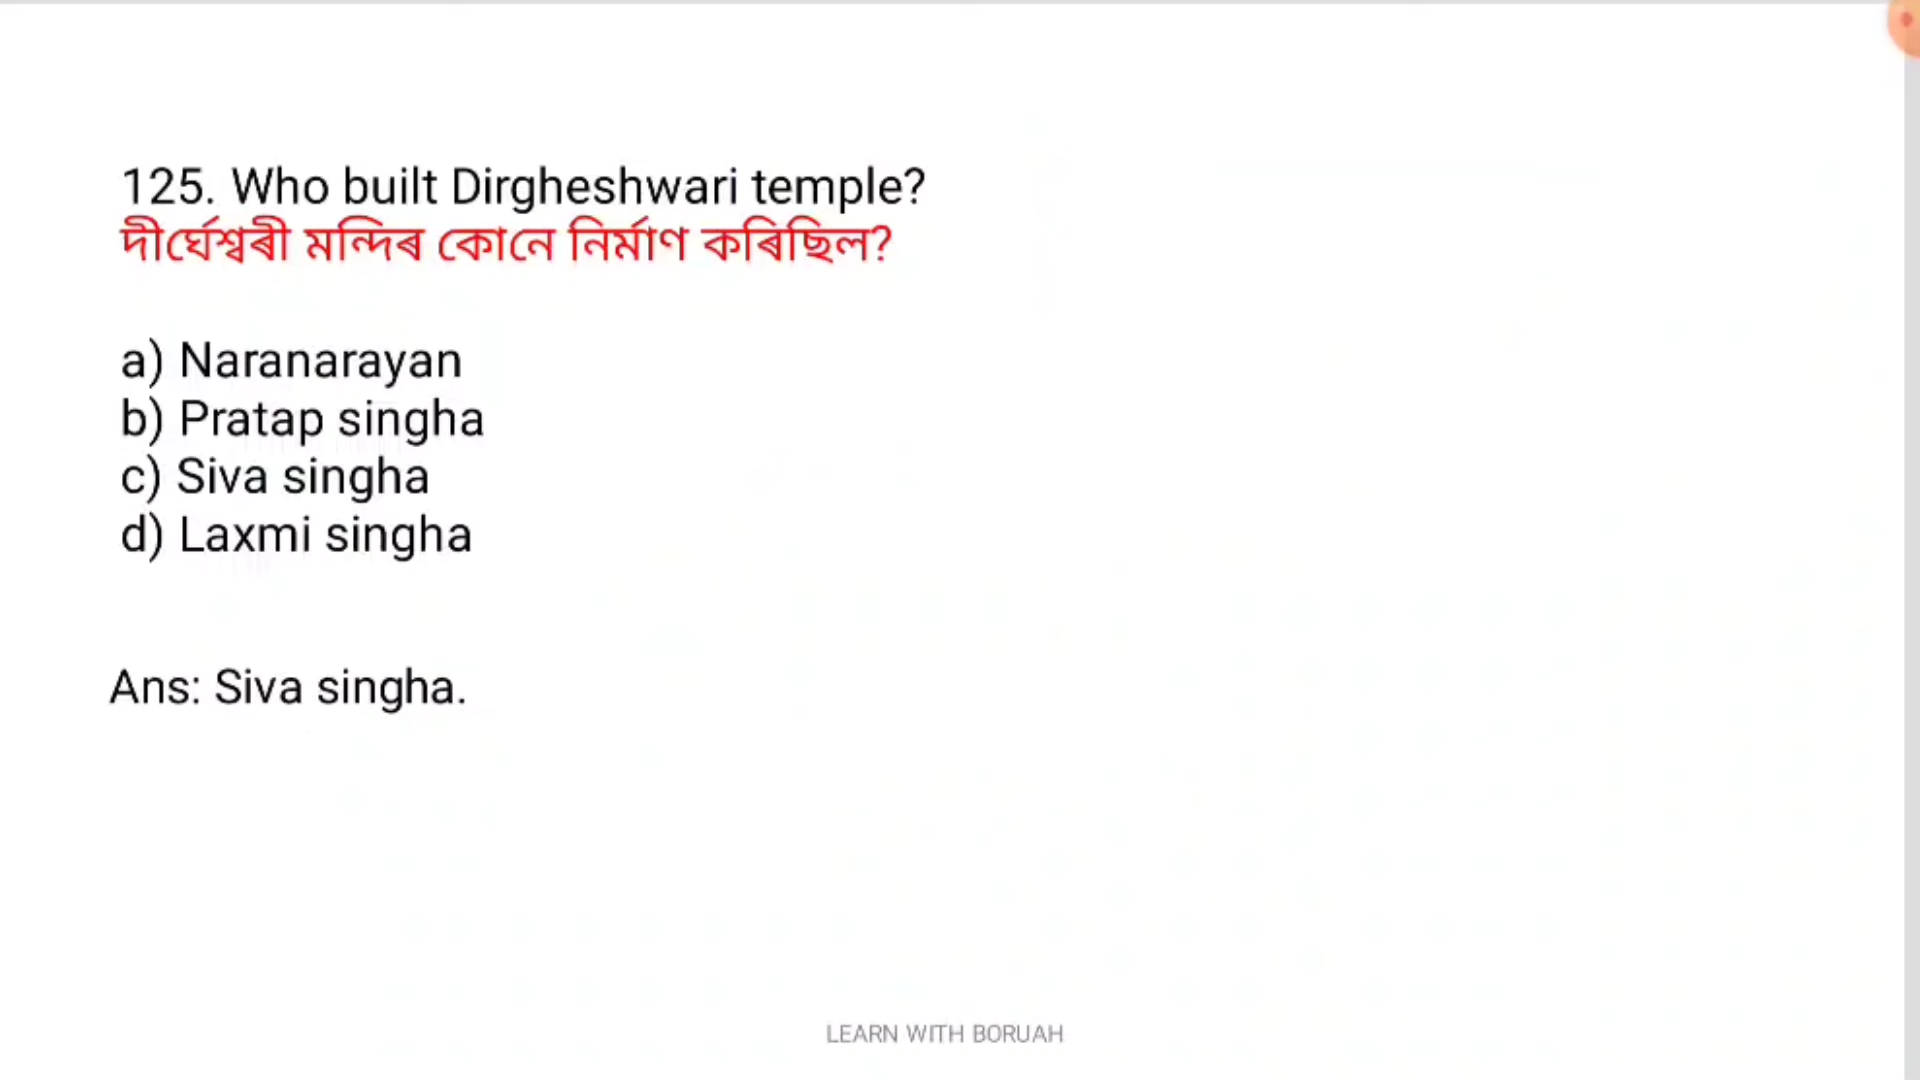 125. Who built Dirgheshwari temple?
দীৰ্ঘেশ্বৰী মন্দিৰ কোনে নিৰ্মাণ কৰিছিল?
a) Naranarayan
b) Pratap singha
c) Siva singha
d) Laxmi singha
Ans: Siva singha.
LEARN WITH BORUAH